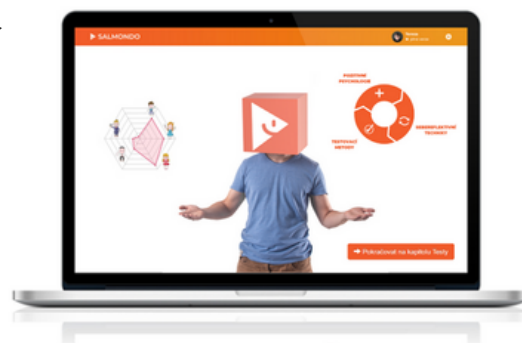 SALMONDO
POZITIVNÍ
PSYCHOLOGIE
TESTOVACÍ
METODY
SEBEREFLEKTIVNÍ
TECHNIKY
Pokračovat na kapitolu Testy